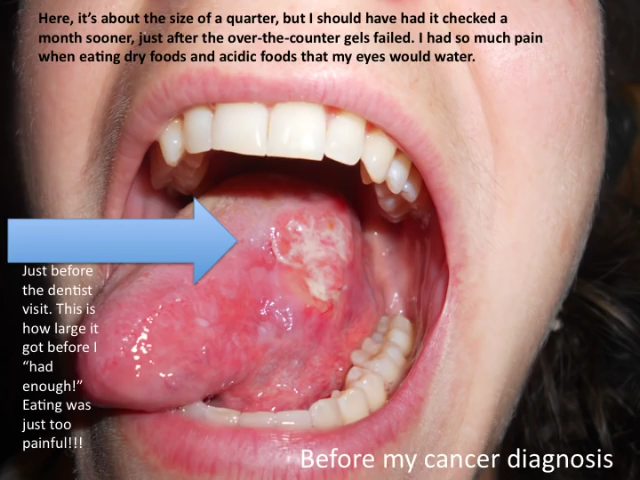 Here, it’s about the size of a quarter, but I should have had it checked a
month sooner, just after the over-the-counter gels failed. I had so much pain
when eating dry foods and acidic foods that my eyes would water.
Just before
the dentist
visit. This is
how large it
got before I
“had
enough!”
Eating was
just too
painful!!!
Before my cancer diagnosis